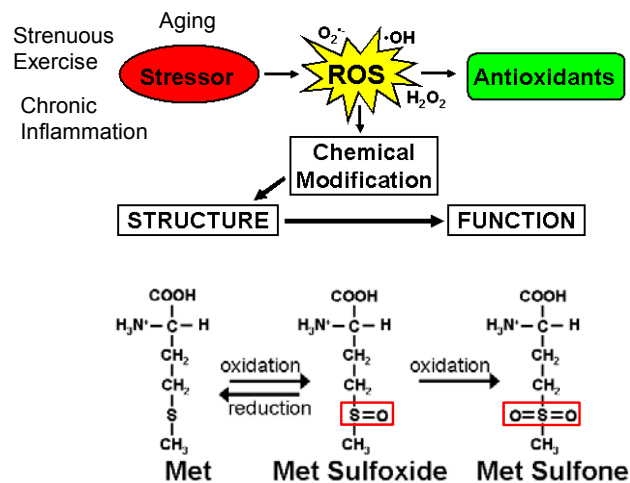 Aging
Strenuous
Exercise
Chronic
Inflammation
Stressor
O₂•-
•OH
ROS
H₂O₂
Antioxidants
Chemical
Modification
STRUCTURE
FUNCTION
COOH
H₃N⁺–C–H
CH₂
CH₂
S
CH₃
Met
oxidation
reduction
COOH
H₃N⁺–C–H
CH₂
CH₂
S=O
CH₃
Met Sulfoxide
oxidation
COOH
H₃N⁺–C–H
CH₂
CH₂
O=S=O
CH₃
Met Sulfone